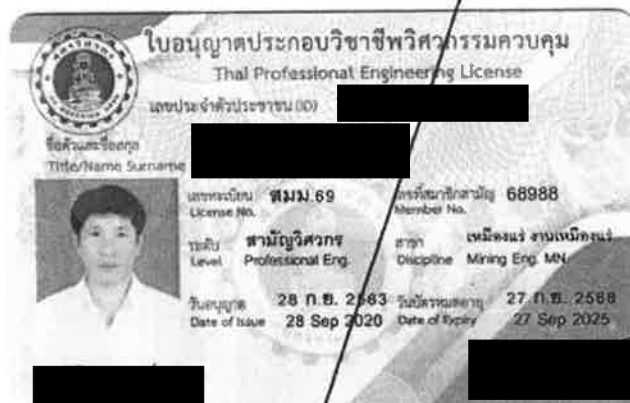 ใบอนุญาตประกอบวิชาชีพวิศวกรรมควบคุม
Thai Professional Engineering License
เลขประจำตัวประชาชน (ID)
ชื่อตัวและชื่อสกุล
Title/Name Surname
เลขทะเบียน สมม.69 เลขที่สมาชิกสามัญ 68988
License No. Member No.
ระดับ สามัญวิศวกร สาขา เหมืองแร่ งานเหมืองแร่
Level Professional Eng. Discipline Mining Eng. MN
วันอนุญาต 28 ก.ย. 2563 วันบัตรหมดอายุ 27 ก.ย. 2568
Date of Issue 28 Sep 2020 Date of Expiry 27 Sep 2025